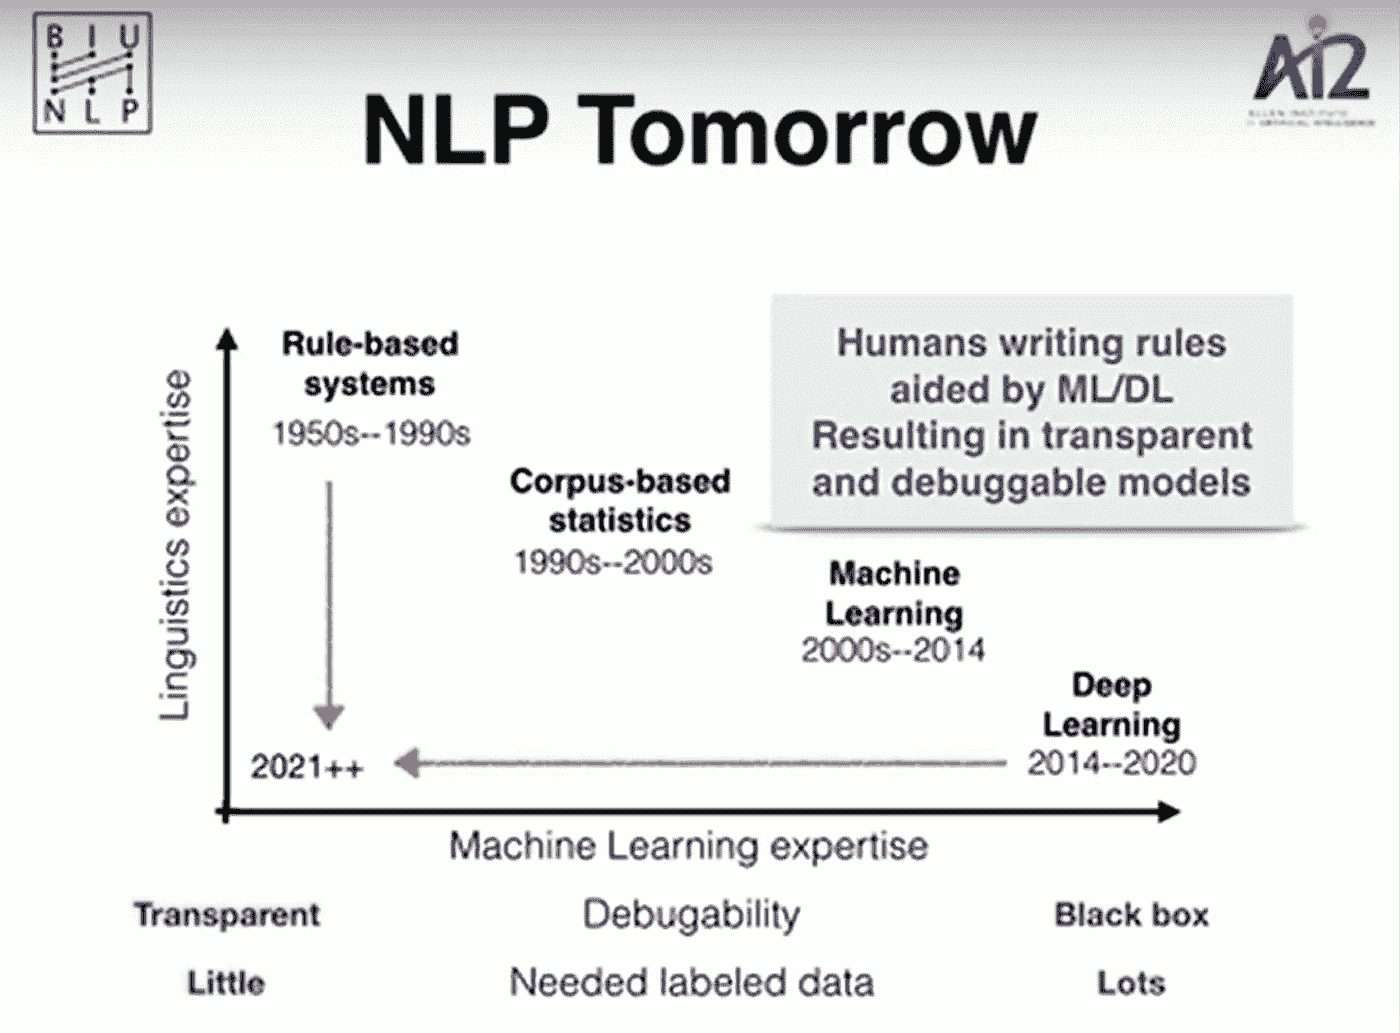 B I U
N L P
Ai2
NLP Tomorrow
Linguistics expertise
Rule-based
systems
1950s--1990s
Corpus-based
statistics
1990s--2000s
Humans writing rules
aided by ML/DL
Resulting in transparent
and debuggable models
Machine
Learning
2000s--2014
Deep
Learning
2014--2020
2021++
Machine Learning expertise
Transparent Debugability Black box
Little Needed labeled data Lots